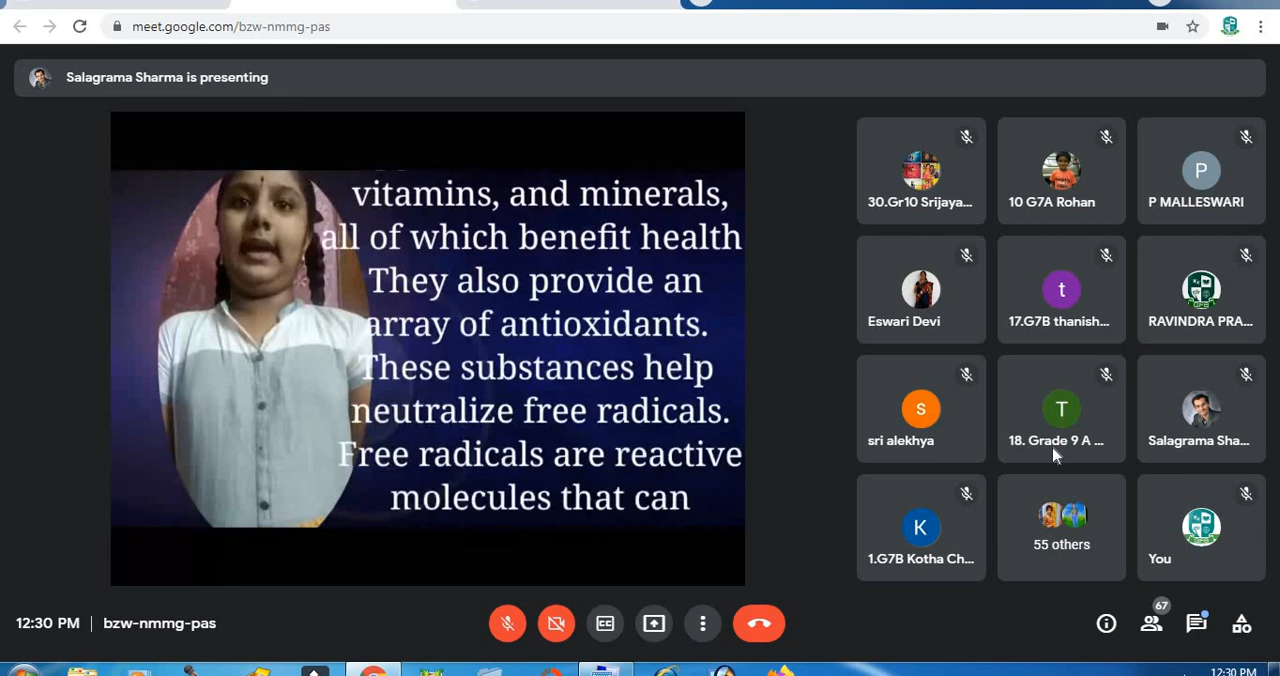 meet.google.com/bzw-nmmg-pas
Salagrama Sharma is presenting
vitamins, and minerals,
all of which benefit health
They also provide an
array of antioxidants.
These substances help
neutralize free radicals.
Free radicals are reactive
molecules that can
30.Gr10 Srijaya...
10 G7A Rohan
P
P MALLESWARI
Eswari Devi
t
17.G7B thanish...
RAVINDRA PRA...
s
sri alekhya
T
18. Grade 9 A ...
Salagrama Sha...
K
1.G7B Kotha Ch...
55 others
You
12:30 PM
bzw-nmmg-pas
67
12:30 PM